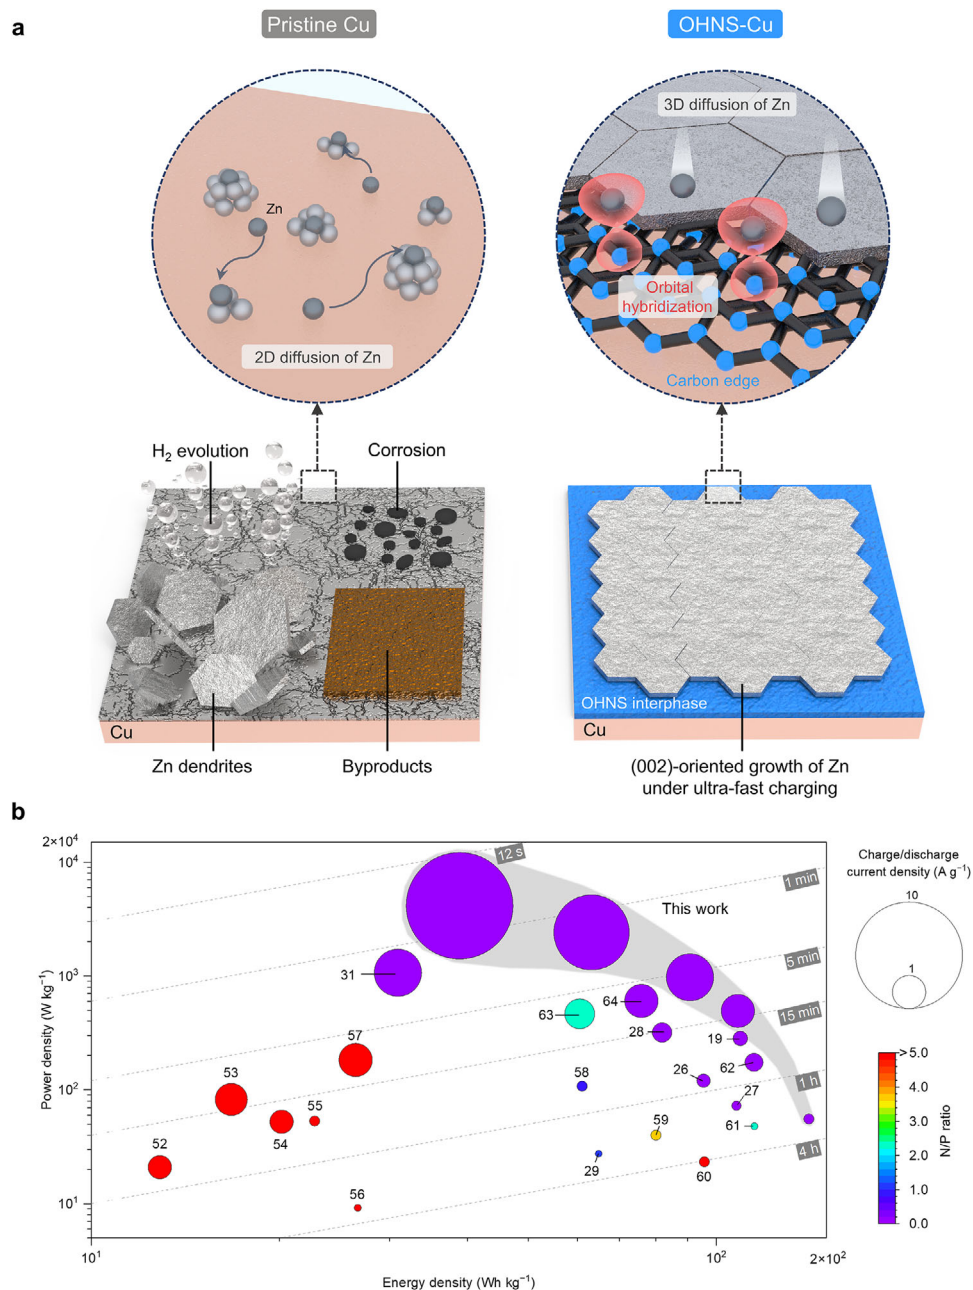 a
Pristine Cu
OHNS-Cu
Zn
2D diffusion of Zn
3D diffusion of Zn
Orbital
hybridization
Carbon edge
H₂ evolution
Corrosion
Cu
Zn dendrites
Byproducts
OHNS interphase
Cu
(002)-oriented growth of Zn
under ultra-fast charging
b
Power density (W kg⁻¹)
2×10⁴
10⁴
10³
10²
10¹
12 s
1 min
5 min
15 min
1 h
4 h
This work
31
64
63
28
19
57
62
58
26
27
53
55
54
59
61
52
29
60
56
10¹
10²
2×10²
Energy density (Wh kg⁻¹)
Charge/discharge
current density (A g⁻¹)
10
1
>5.0
4.0
3.0
2.0
1.0
0.0
N/P ratio